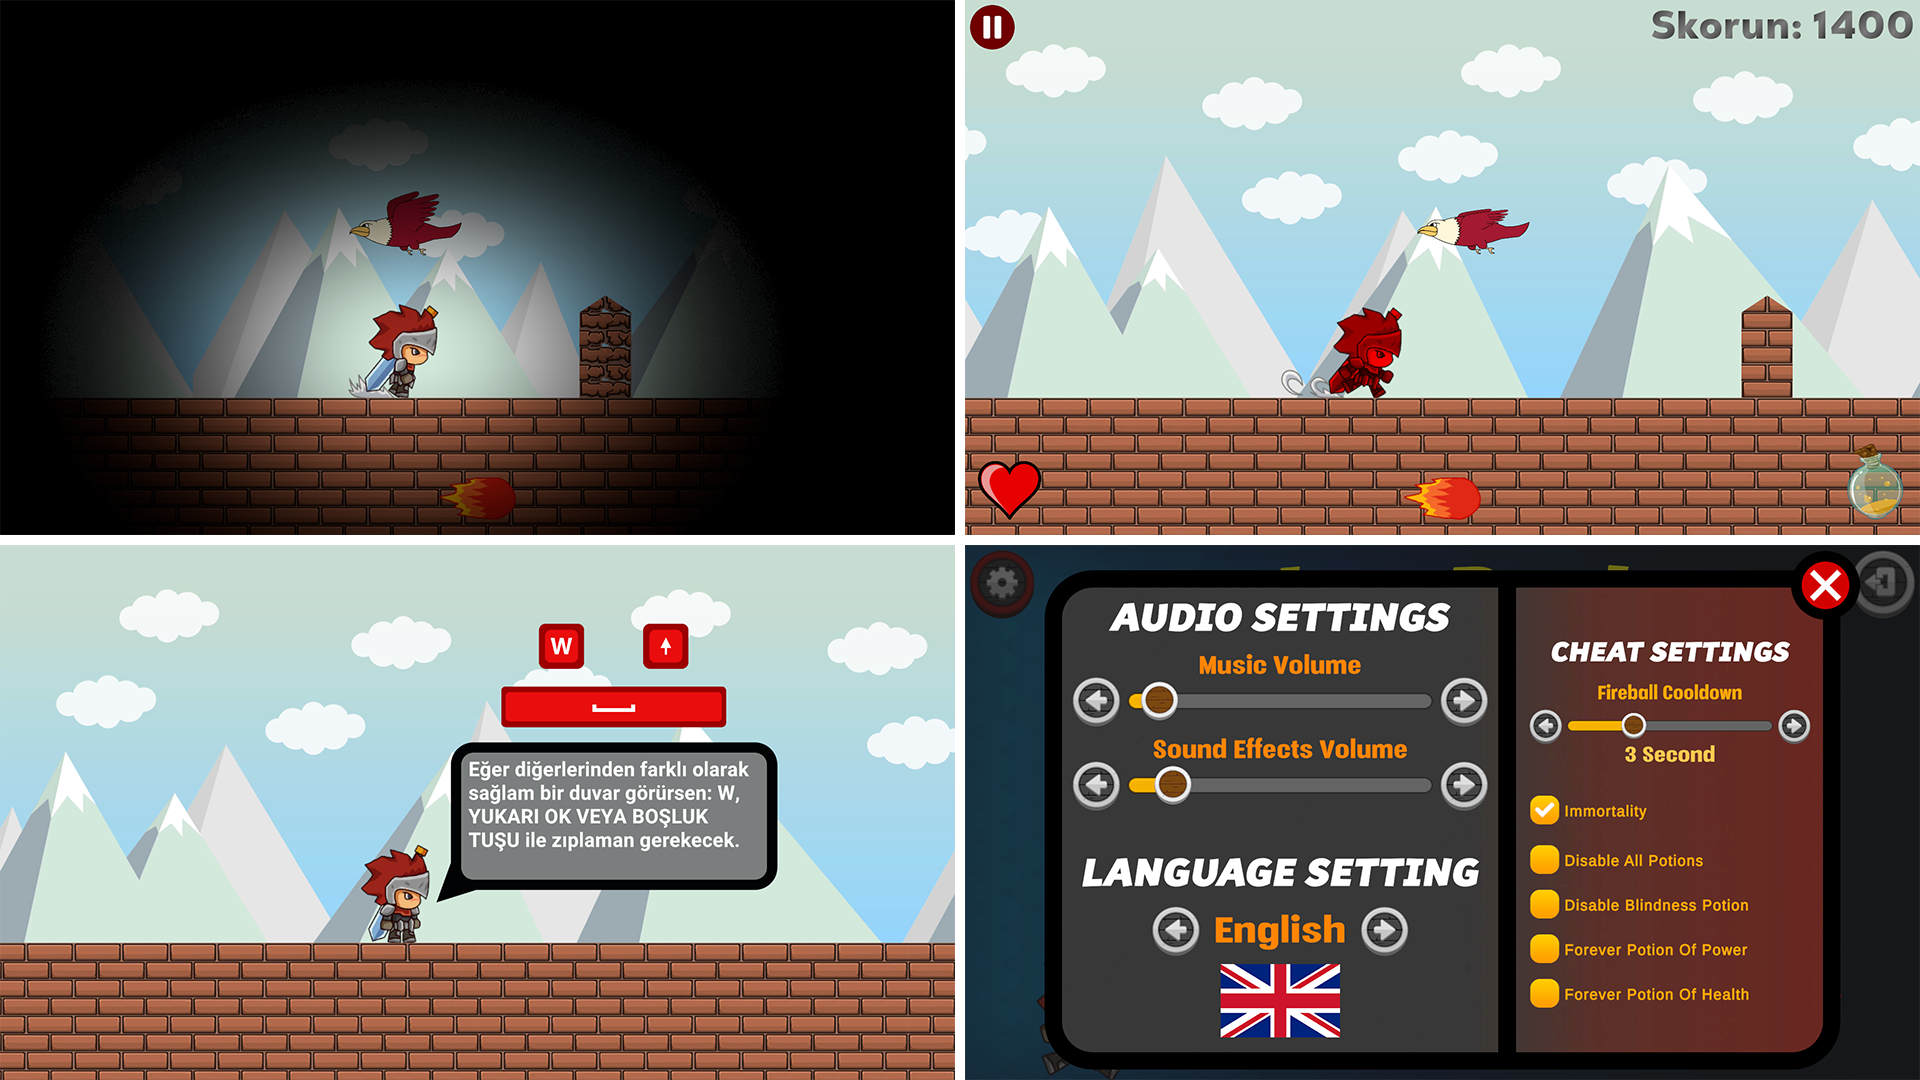 Skorun: 1400
W
Eğer diğerlerinden farklı olarak
sağlam bir duvar görürsen: W,
YUKARI OK VEYA BOŞLUK
TUŞU ile zıplaman gerekecek.
AUDIO SETTINGS
Music Volume
Sound Effects Volume
LANGUAGE SETTING
English
CHEAT SETTINGS
Fireball Cooldown
3 Second
Immortality
Disable All Potions
Disable Blindness Potion
Forever Potion Of Power
Forever Potion Of Health